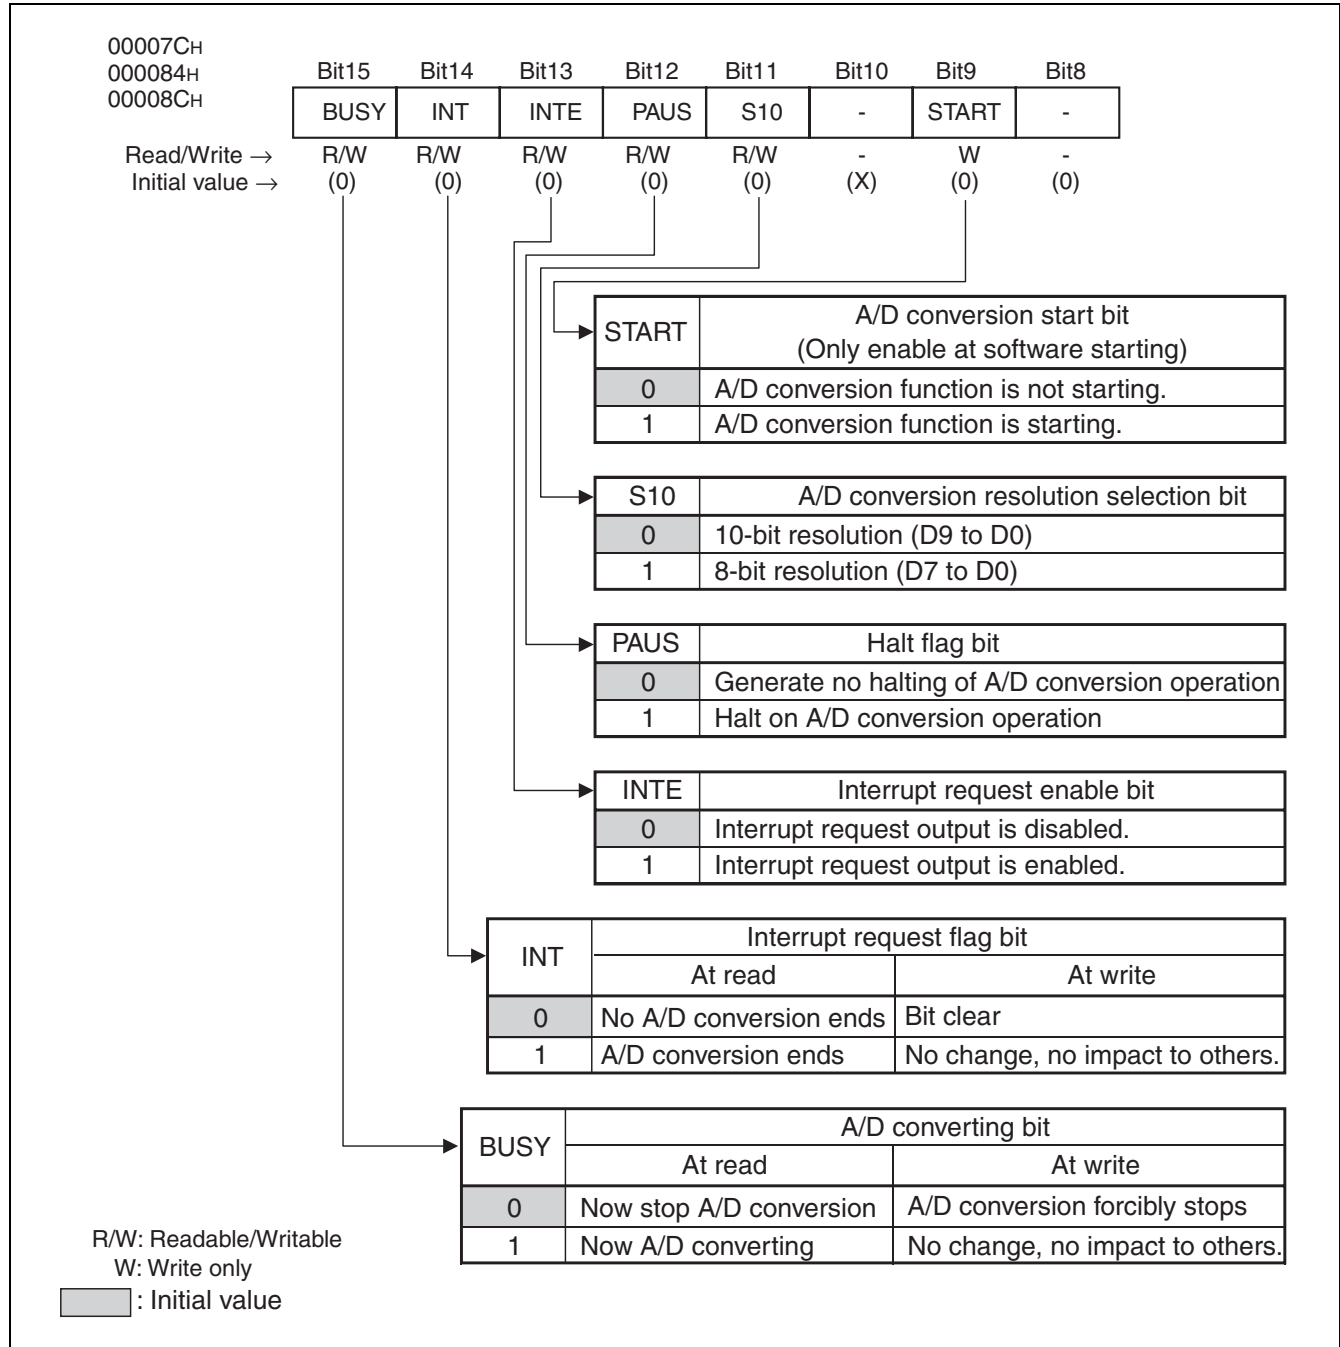 00007CH
000084H
00008CH
Bit15 Bit14 Bit13 Bit12 Bit11 Bit10 Bit9 Bit8
BUSY INT INTE PAUS S10 - START -
Read/Write → R/W R/W R/W R/W R/W - W -
Initial value → (0) (0) (0) (0) (0) (X) (0) (0)
START A/D conversion start bit
(Only enable at software starting)
0 A/D conversion function is not starting.
1 A/D conversion function is starting.
S10 A/D conversion resolution selection bit
0 10-bit resolution (D9 to D0)
1 8-bit resolution (D7 to D0)
PAUS Halt flag bit
0 Generate no halting of A/D conversion operation
1 Halt on A/D conversion operation
INTE Interrupt request enable bit
0 Interrupt request output is disabled.
1 Interrupt request output is enabled.
INT Interrupt request flag bit
At read At write
0 No A/D conversion ends Bit clear
1 A/D conversion ends No change, no impact to others.
BUSY A/D converting bit
At read At write
0 Now stop A/D conversion A/D conversion forcibly stops
1 Now A/D converting No change, no impact to others.
R/W: Readable/Writable
W: Write only
: Initial value